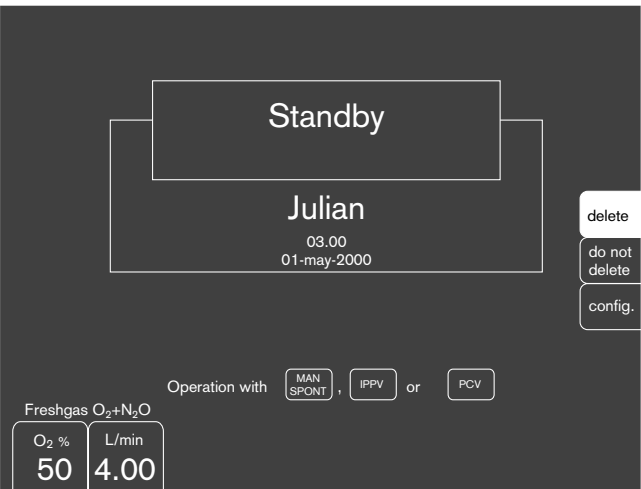 Standby
Julian
03.00
01-may-2000
delete
do not
delete
config.
Operation with MAN SPONT , IPPV or PCV
Freshgas O₂+N₂O
O₂ % L/min
50 4.00